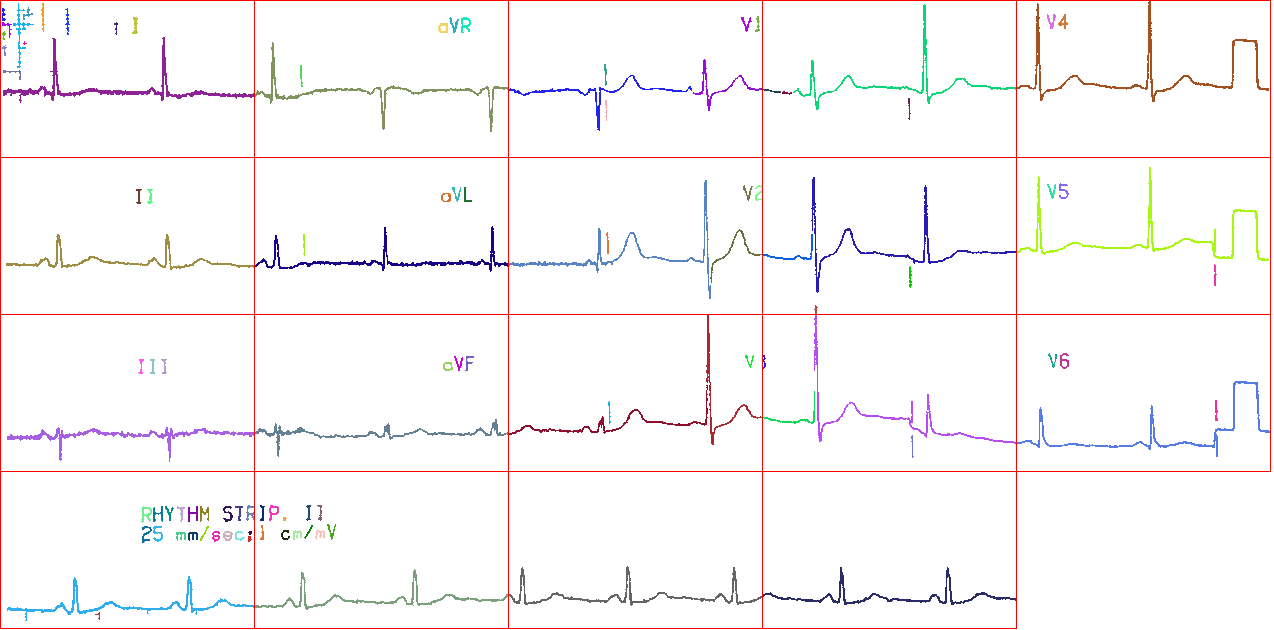 I aVR V1 V4
II aVL V2 V5
III aVF V3 V6
RHYTHM STRIP. II
25 mm/sec;1 cm/mV